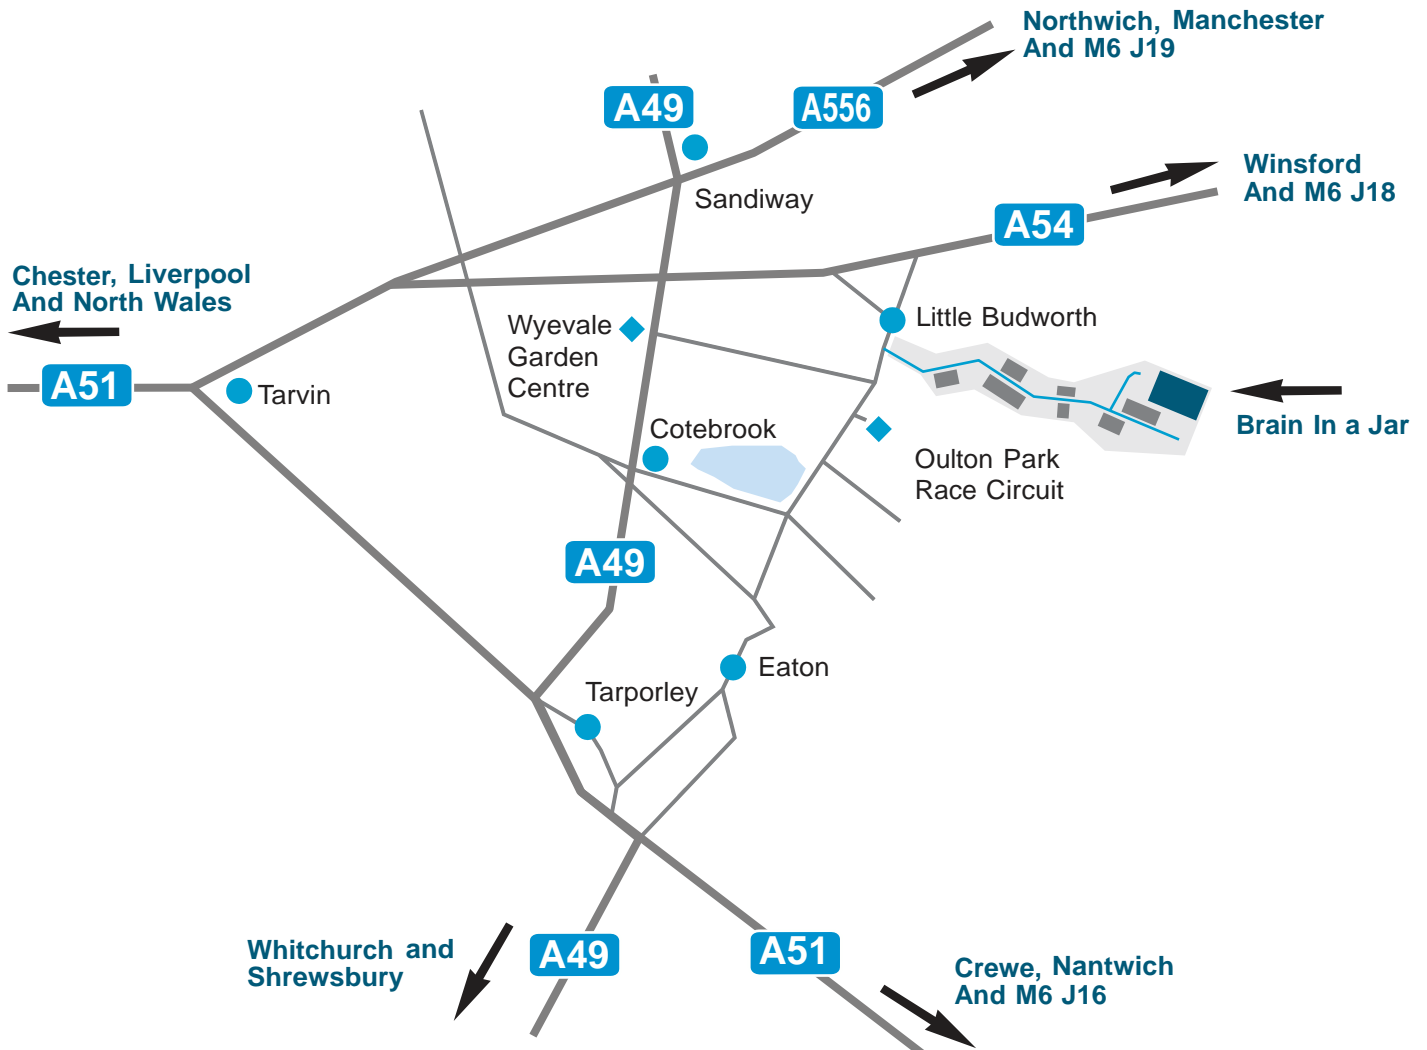 Northwich, Manchester
And M6 J19
A49
A556
Winsford
And M6 J18
Sandiway
A54
Chester, Liverpool
And North Wales
Little Budworth
Wyevale
Garden
Centre
A51
Tarvin
Brain In a Jar
Cotebrook
Oulton Park
Race Circuit
A49
Eaton
Tarporley
Whitchurch and
Shrewsbury
A49
A51
Crewe, Nantwich
And M6 J16